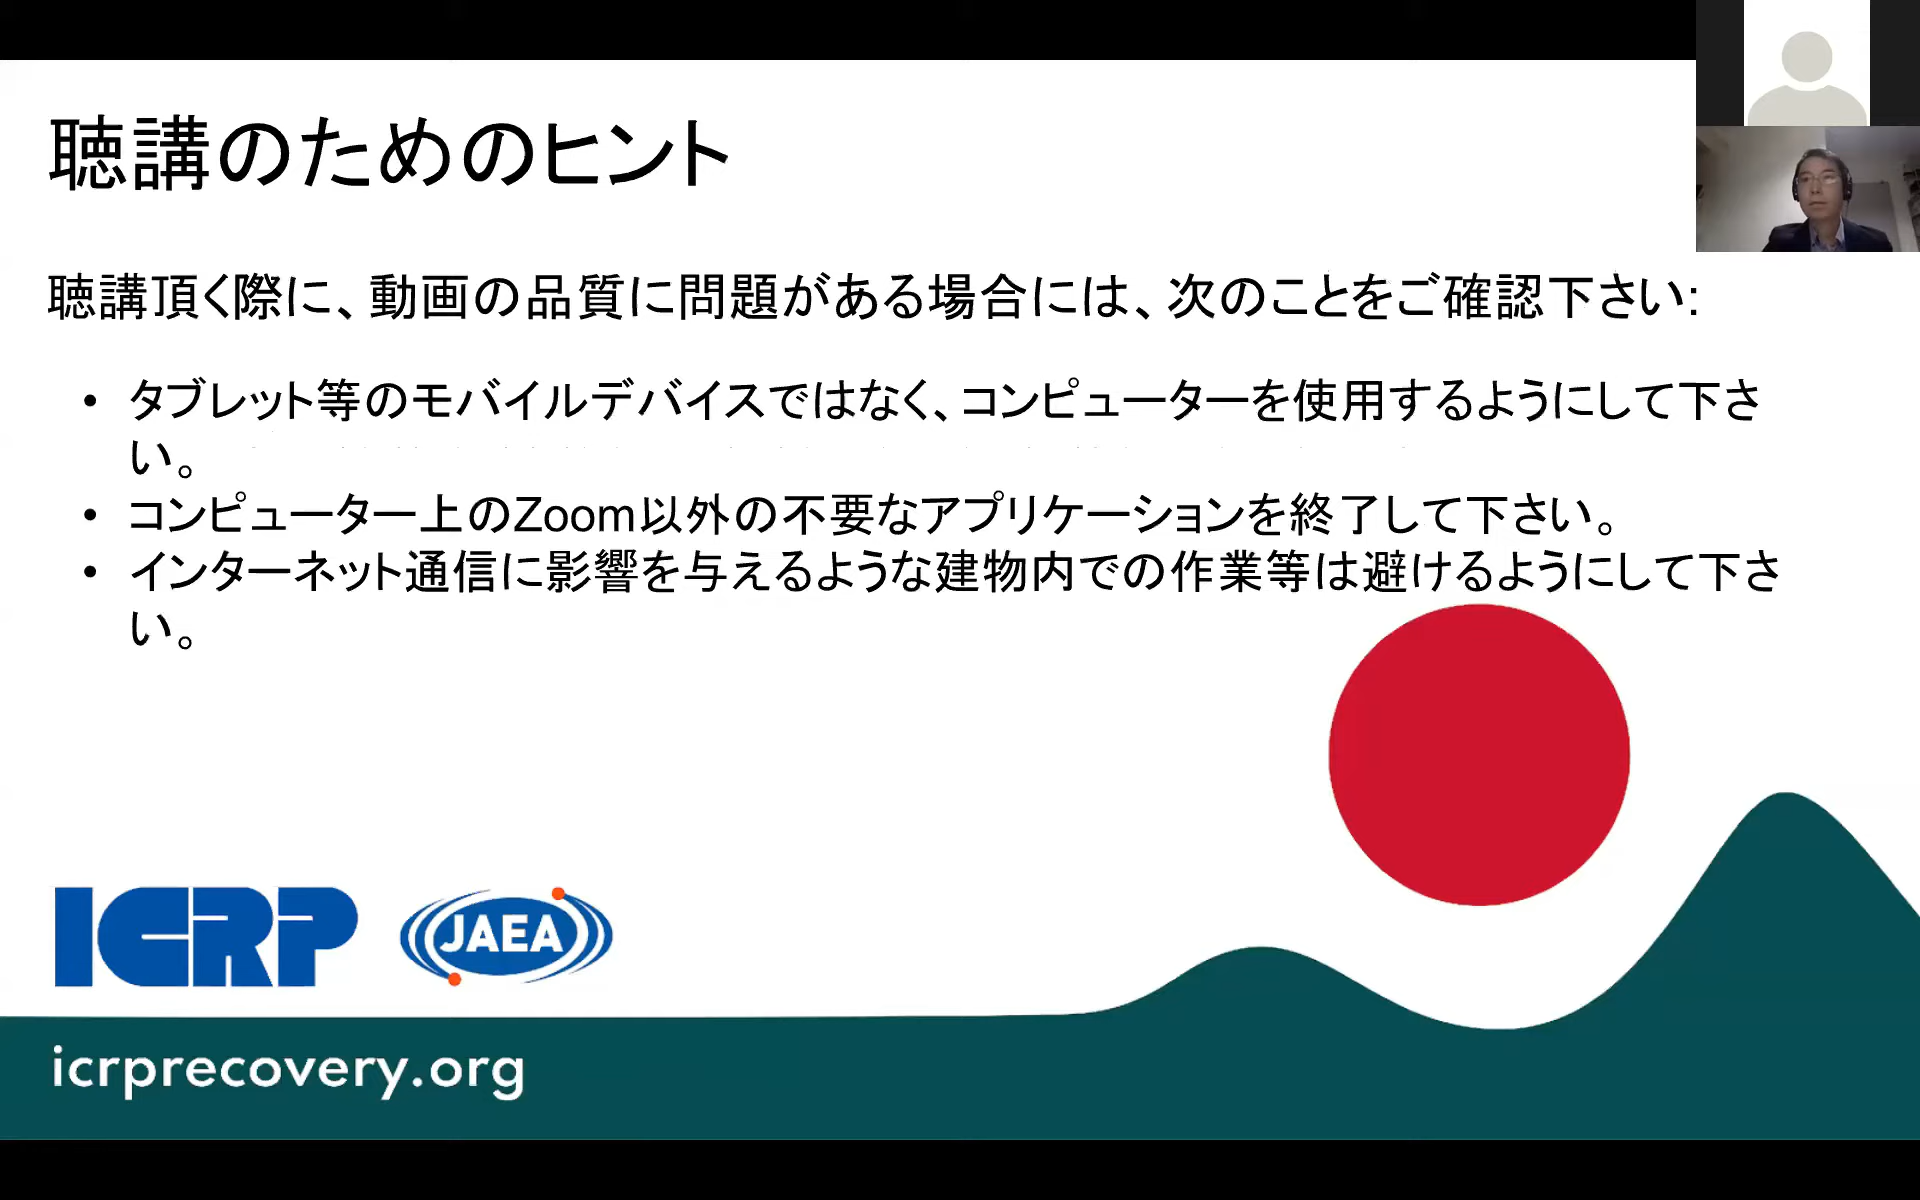 聴講のためのヒント
聴講頂く際に、動画の品質に問題がある場合には、次のことをご確認下さい:
• タブレット等のモバイルデバイスではなく、コンピューターを使用するようにして下さ
い。
• コンピューター上のZoom以外の不要なアプリケーションを終了して下さい。
• インターネット通信に影響を与えるような建物内での作業等は避けるようにして下さ
い。
ICRP
JAEA
icrprecovery.org